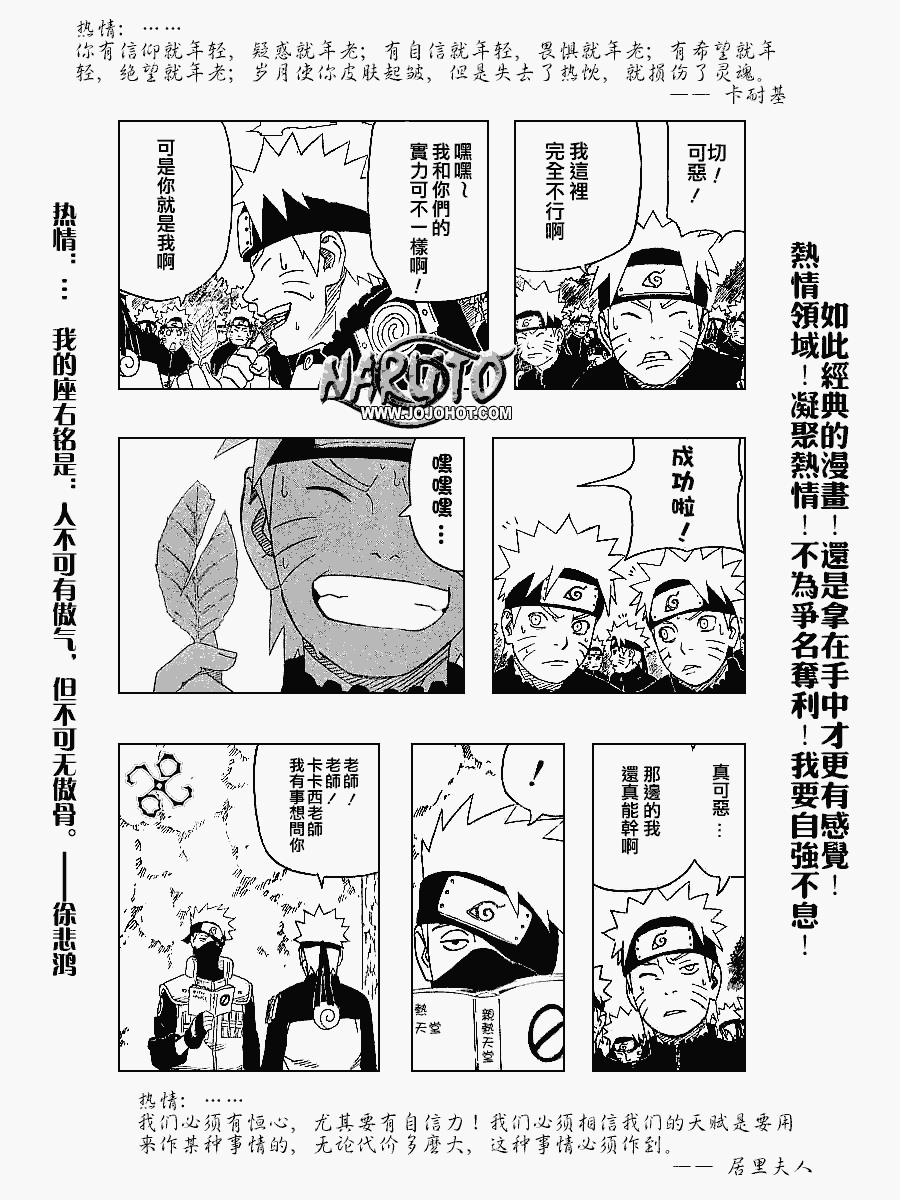 热情：……
你有信仰就年轻，疑惑就年老；有自信就年轻，畏惧就年老；有希望就年
轻，绝望就年老；岁月使你皮肤起皱，但是失去了热忱，就损伤了灵魂。
—— 卡耐基
如此經典的漫畫！還是拿在手中才更有感覺！
熱情領域！凝聚熱情！不為爭名奪利！我要自強不息！
切！
可惡！
我這裡
完全不行啊
嘿嘿～
我和你們的
實力可不一樣啊！
可是你就是我啊
NARUTO
WWW.JOJOHOT.COM
成功啦！
嘿嘿嘿…
真可惡…
那邊的我
還真能幹啊
！
熱
天堂
親熱天堂
老師！
老師！
卡卡西老師
我有事想問你
热情：… 我的座右铭是：人不可有傲气，但不可无傲骨。——徐悲鸿
热情：……
我们必须有恒心，尤其要有自信力！我们必须相信我们的天赋是要用
来作某种事情的，无论代价多麽大，这种事情必须作到。
—— 居里夫人